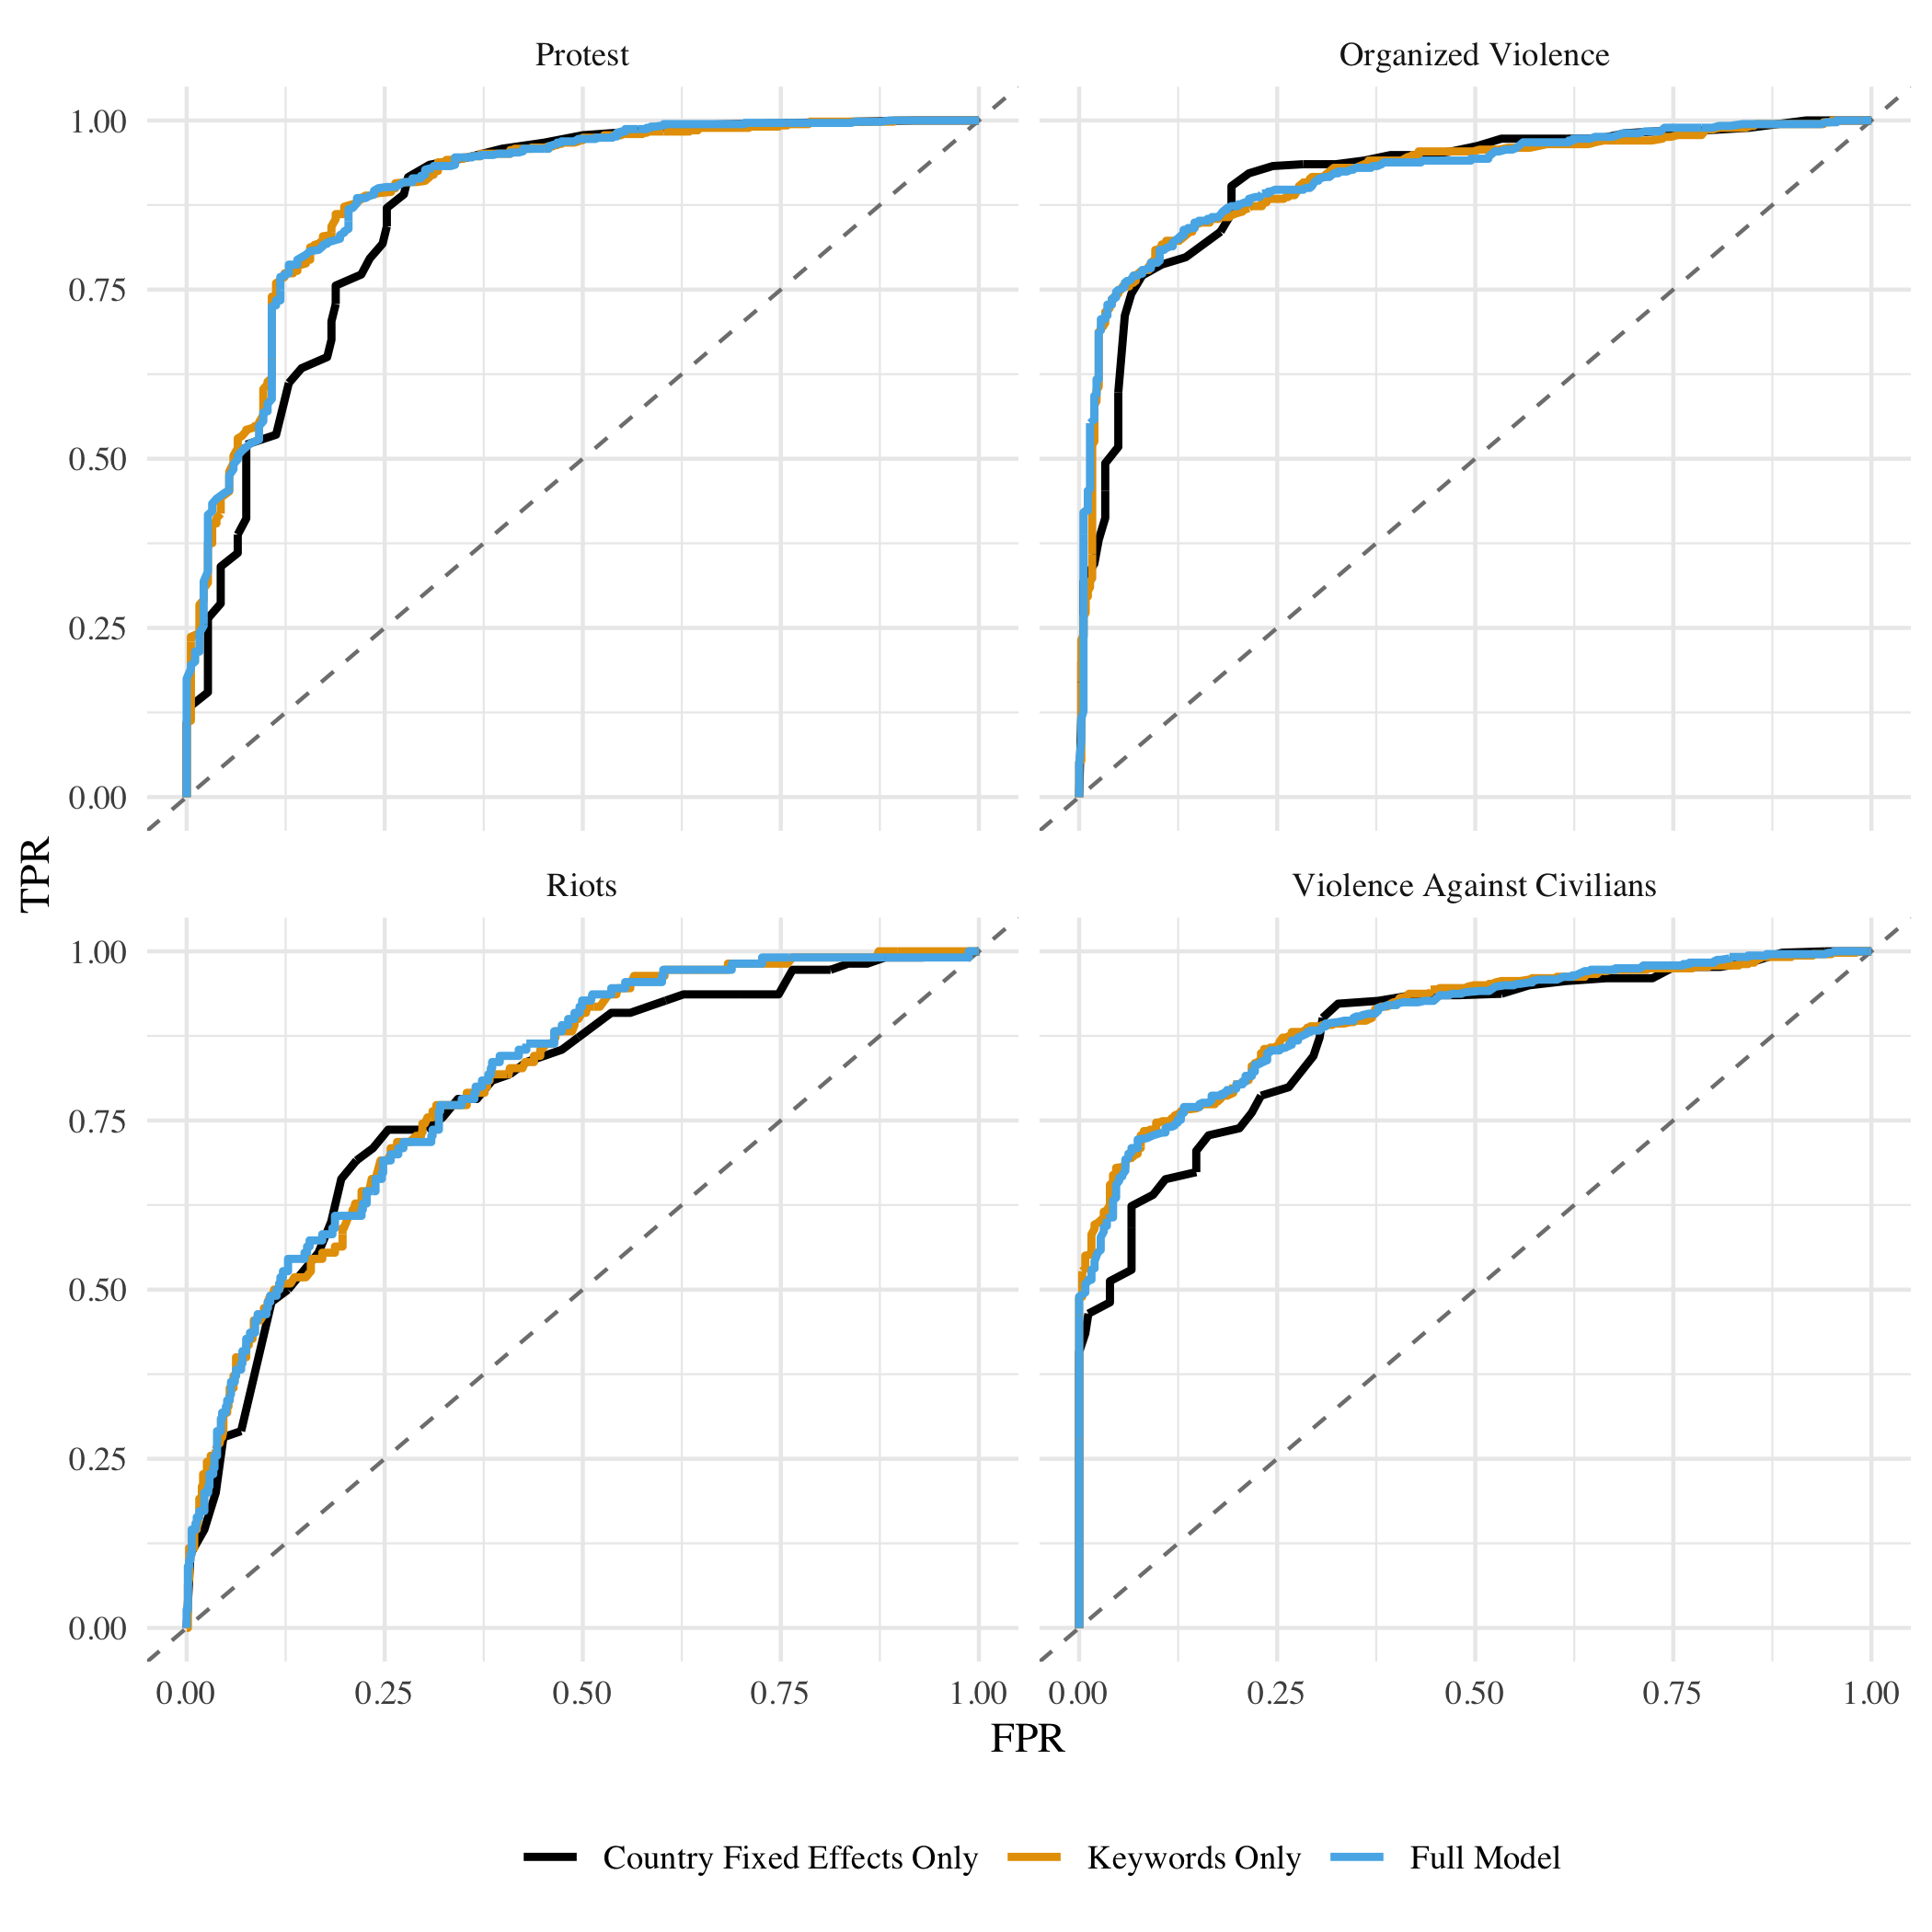 Protest
Organized Violence
1.00
0.75
0.50
0.25
0.00
TPR
Riots
Violence Against Civilians
1.00
0.75
0.50
0.25
0.00
0.00 0.25 0.50 0.75 1.00
0.00 0.25 0.50 0.75 1.00
FPR
Country Fixed Effects Only Keywords Only Full Model